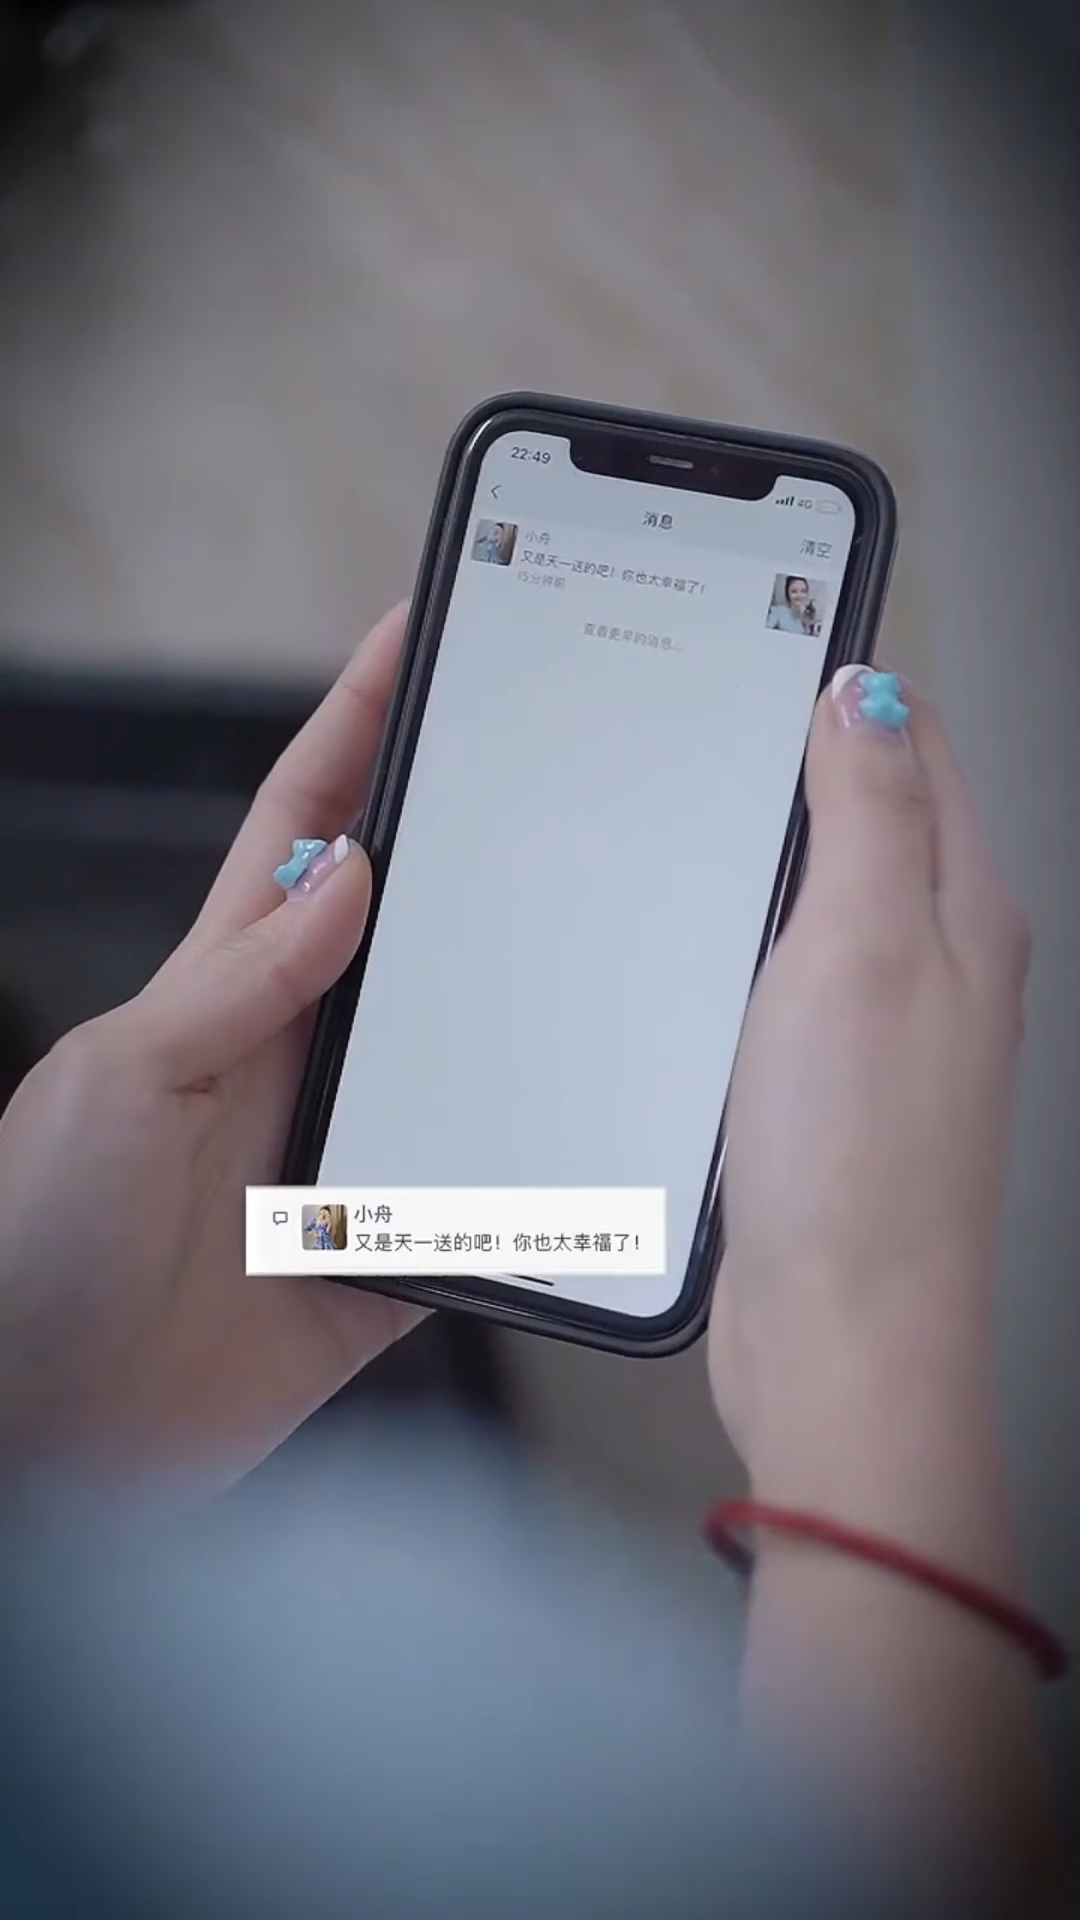 22:49
4G
消息
清空
小舟
又是天一送的吧！你也太幸福了！
15分钟前
查看更早的消息...
小舟
又是天一送的吧！你也太幸福了！